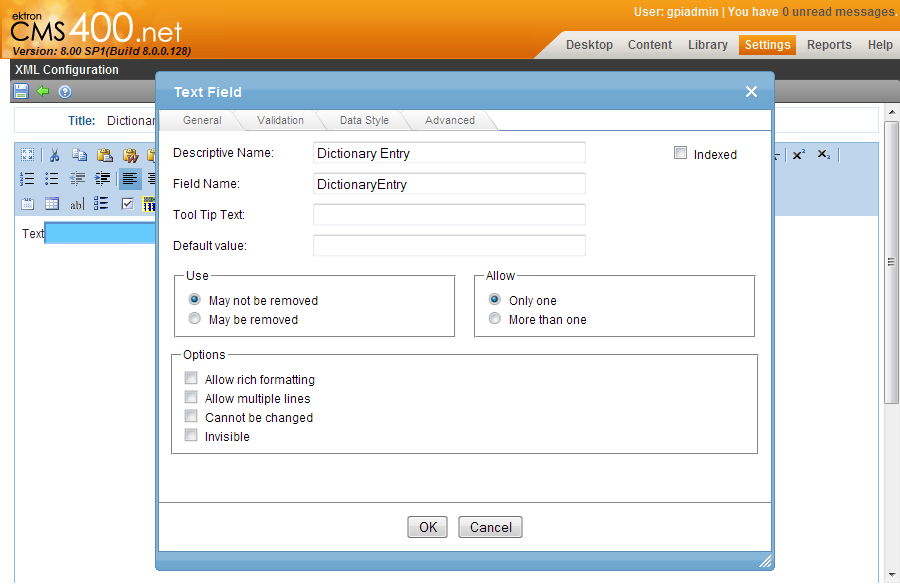 ektron
CMS400.net
Version: 8.00 SP1(Build 8.0.0.128)
User: gpiadmin | You have 0 unread messages.
Desktop Content Library Settings Reports Help
XML Configuration
Title: Dictionar
Text Field
General Validation Data Style Advanced
Descriptive Name: Dictionary Entry Indexed
Field Name: DictionaryEntry
Tool Tip Text:
Default value:
Text
Use
May not be removed
May be removed
Allow
Only one
More than one
Options
Allow rich formatting
Allow multiple lines
Cannot be changed
Invisible
OK Cancel